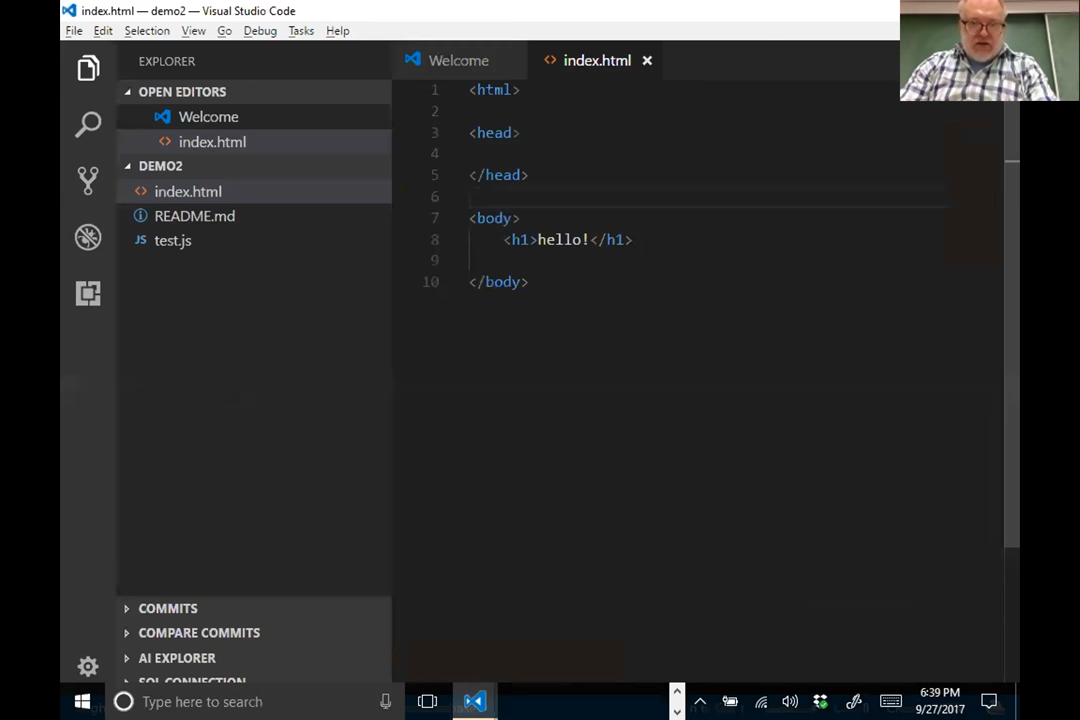 index.html — demo2 — Visual Studio Code
File Edit Selection View Go Debug Tasks Help
EXPLORER
OPEN EDITORS
Welcome
index.html
DEMO2
index.html
README.md
JS test.js
COMMITS
COMPARE COMMITS
AI EXPLORER
Welcome
index.html
1 <html>
2
3 <head>
4
5 </head>
6
7 <body>
8 <h1>hello!</h1>
9
10 </body>
Type here to search
6:39 PM
9/27/2017